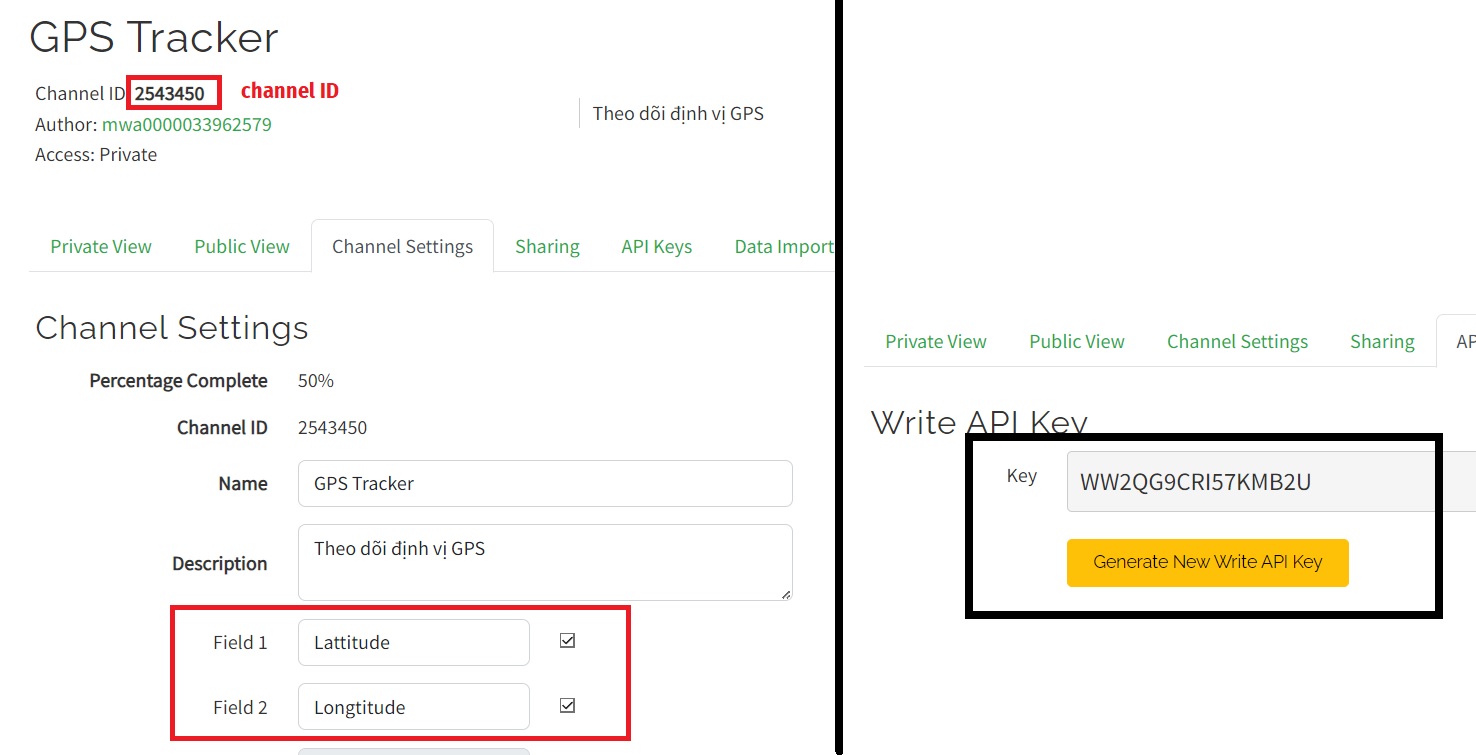 GPS Tracker
Channel ID: 2543450 channel ID
Author: mwa0000033962579
Access: Private
Theo dõi định vị GPS
Private View Public View Channel Settings Sharing API Keys Data Import
Channel Settings
Percentage Complete 50%
Channel ID 2543450
Name GPS Tracker
Description Theo dõi định vị GPS
Field 1 Lattitude
Field 2 Longtitude
Private View Public View Channel Settings Sharing AP
Write API Key
Key WW2QG9CRI57KMB2U
Generate New Write API Key